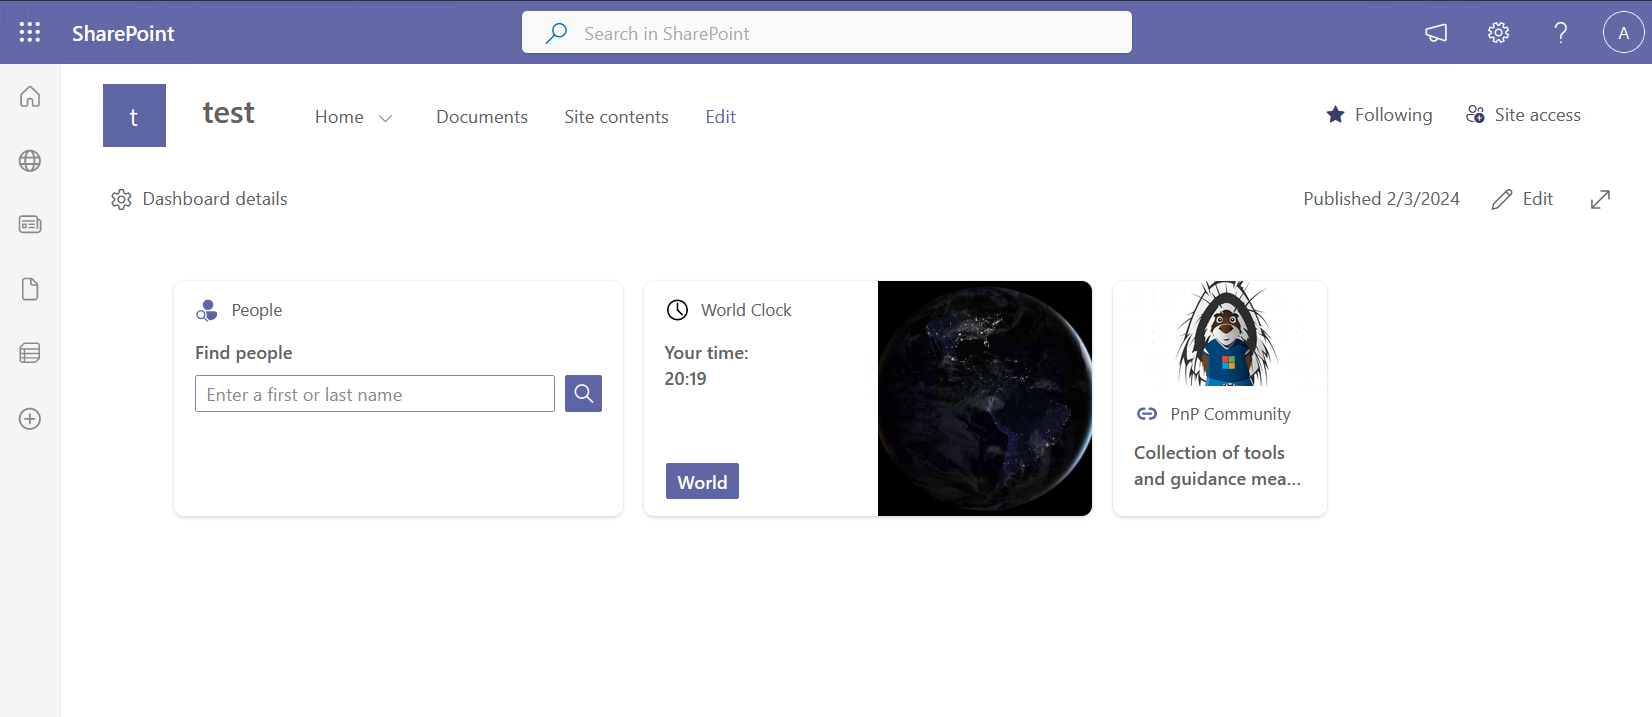 SharePoint
Search in SharePoint
A
t
test
Home
Documents
Site contents
Edit
Following
Site access
Dashboard details
Published 2/3/2024
Edit
People
Find people
Enter a first or last name
World Clock
Your time:
20:19
World
PnP Community
Collection of tools
and guidance mea...